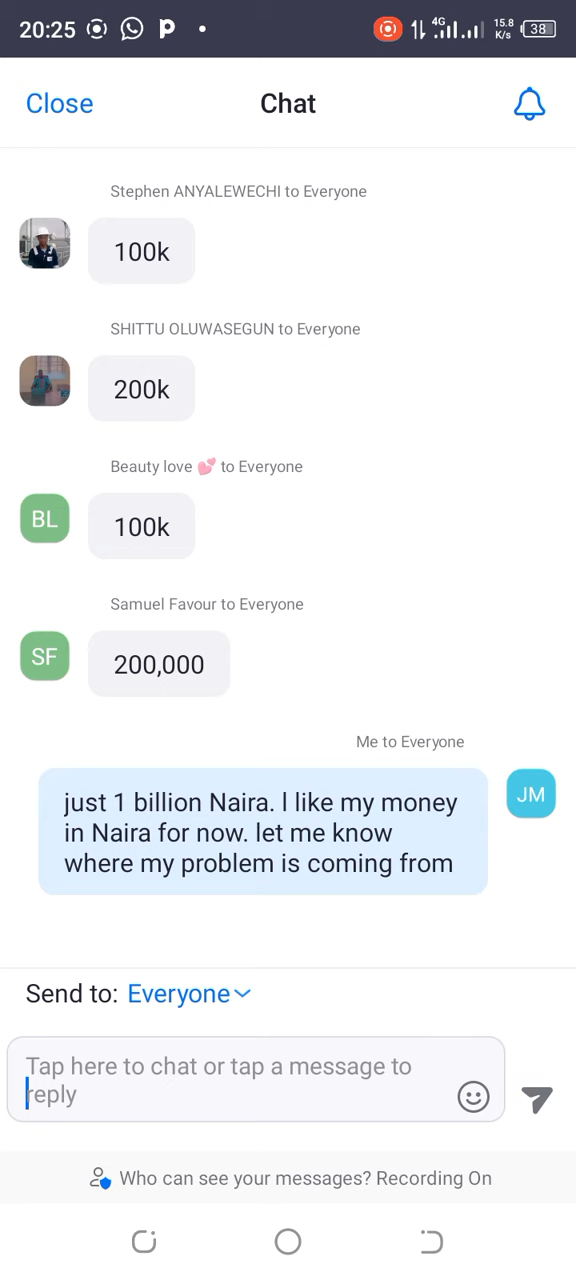 20:25
4G
15.8
K/s
38
Close
Chat
Stephen ANYALEWECHI to Everyone
100k
SHITTU OLUWASEGUN to Everyone
200k
Beauty love 💕 to Everyone
BL
100k
Samuel Favour to Everyone
SF
200,000
Me to Everyone
just 1 billion Naira. I like my money
in Naira for now. let me know
where my problem is coming from
JM
Send to: Everyone
Tap here to chat or tap a message to
reply
Who can see your messages? Recording On